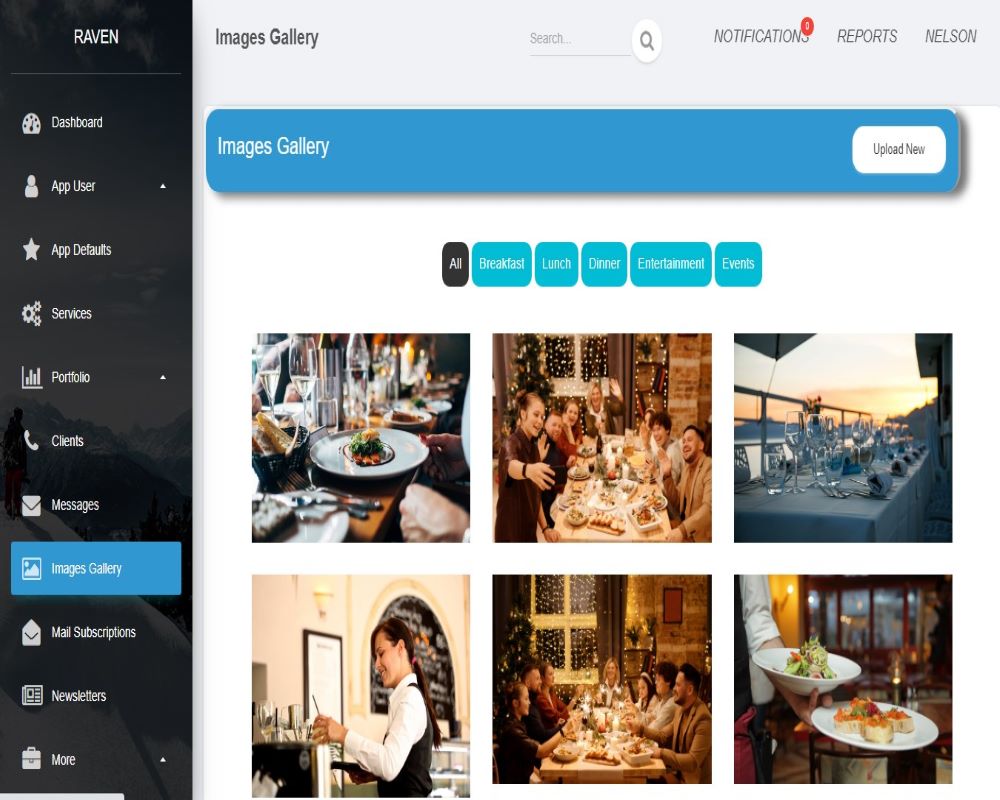 RAVEN
Dashboard
App User
App Defaults
Services
Portfolio
Clients
Messages
Images Gallery
Mail Subscriptions
Newsletters
More
Images Gallery
Search...
NOTIFICATIONS
0
REPORTS
NELSON
Images Gallery
Upload New
All
Breakfast
Lunch
Dinner
Entertainment
Events